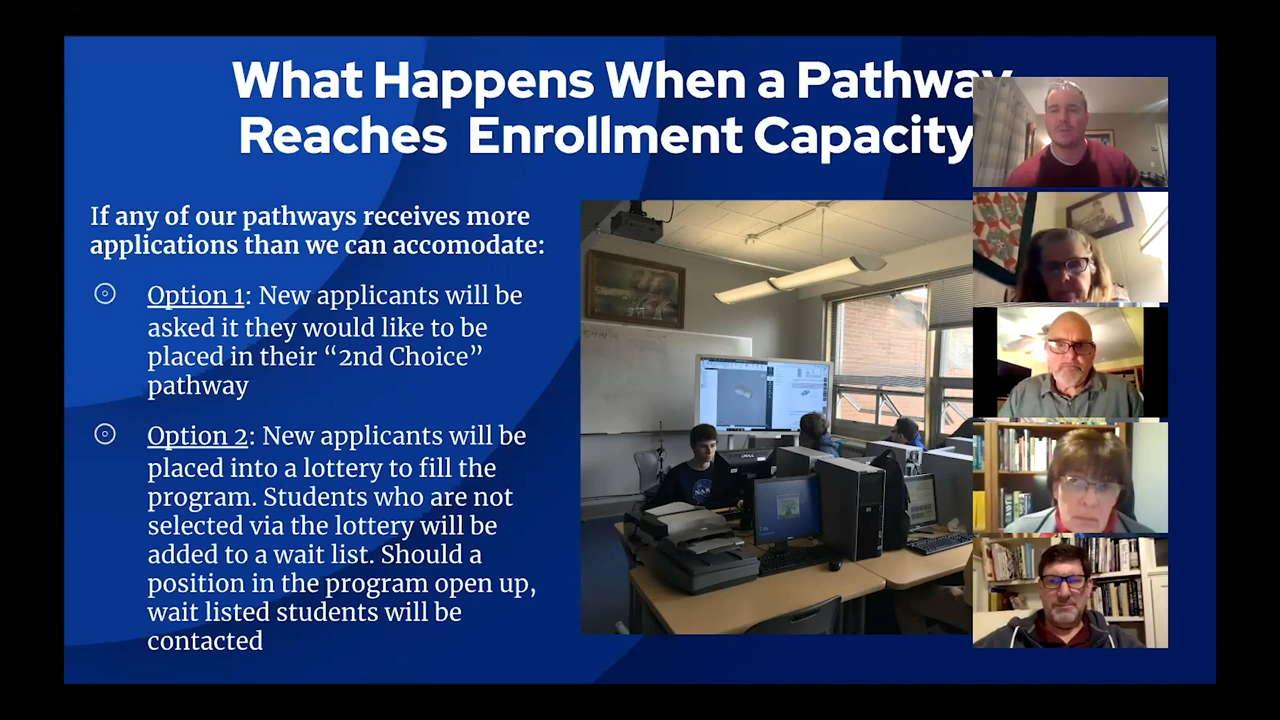 What Happens When a Pathway
Reaches Enrollment Capacity
If any of our pathways receives more
applications than we can accomodate:
Option 1: New applicants will be
asked it they would like to be
placed in their “2nd Choice”
pathway
Option 2: New applicants will be
placed into a lottery to fill the
program. Students who are not
selected via the lottery will be
added to a wait list. Should a
position in the program open up,
wait listed students will be
contacted